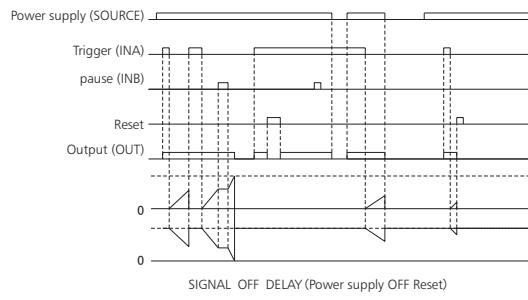 Power supply (SOURCE)
Trigger (INA)
pause (INB)
Reset
Output (OUT)
0
0
SIGNAL OFF DELAY (Power supply OFF Reset)